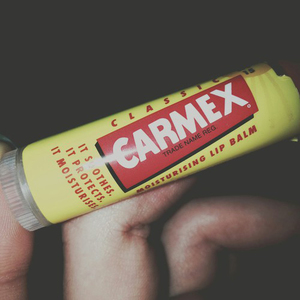 CLASSIC
CARMEX®
TRADE NAME REG.
MOISTURISING LIP BALM
IT SOOTHES.
IT PROTECTS.
IT MOISTURISES